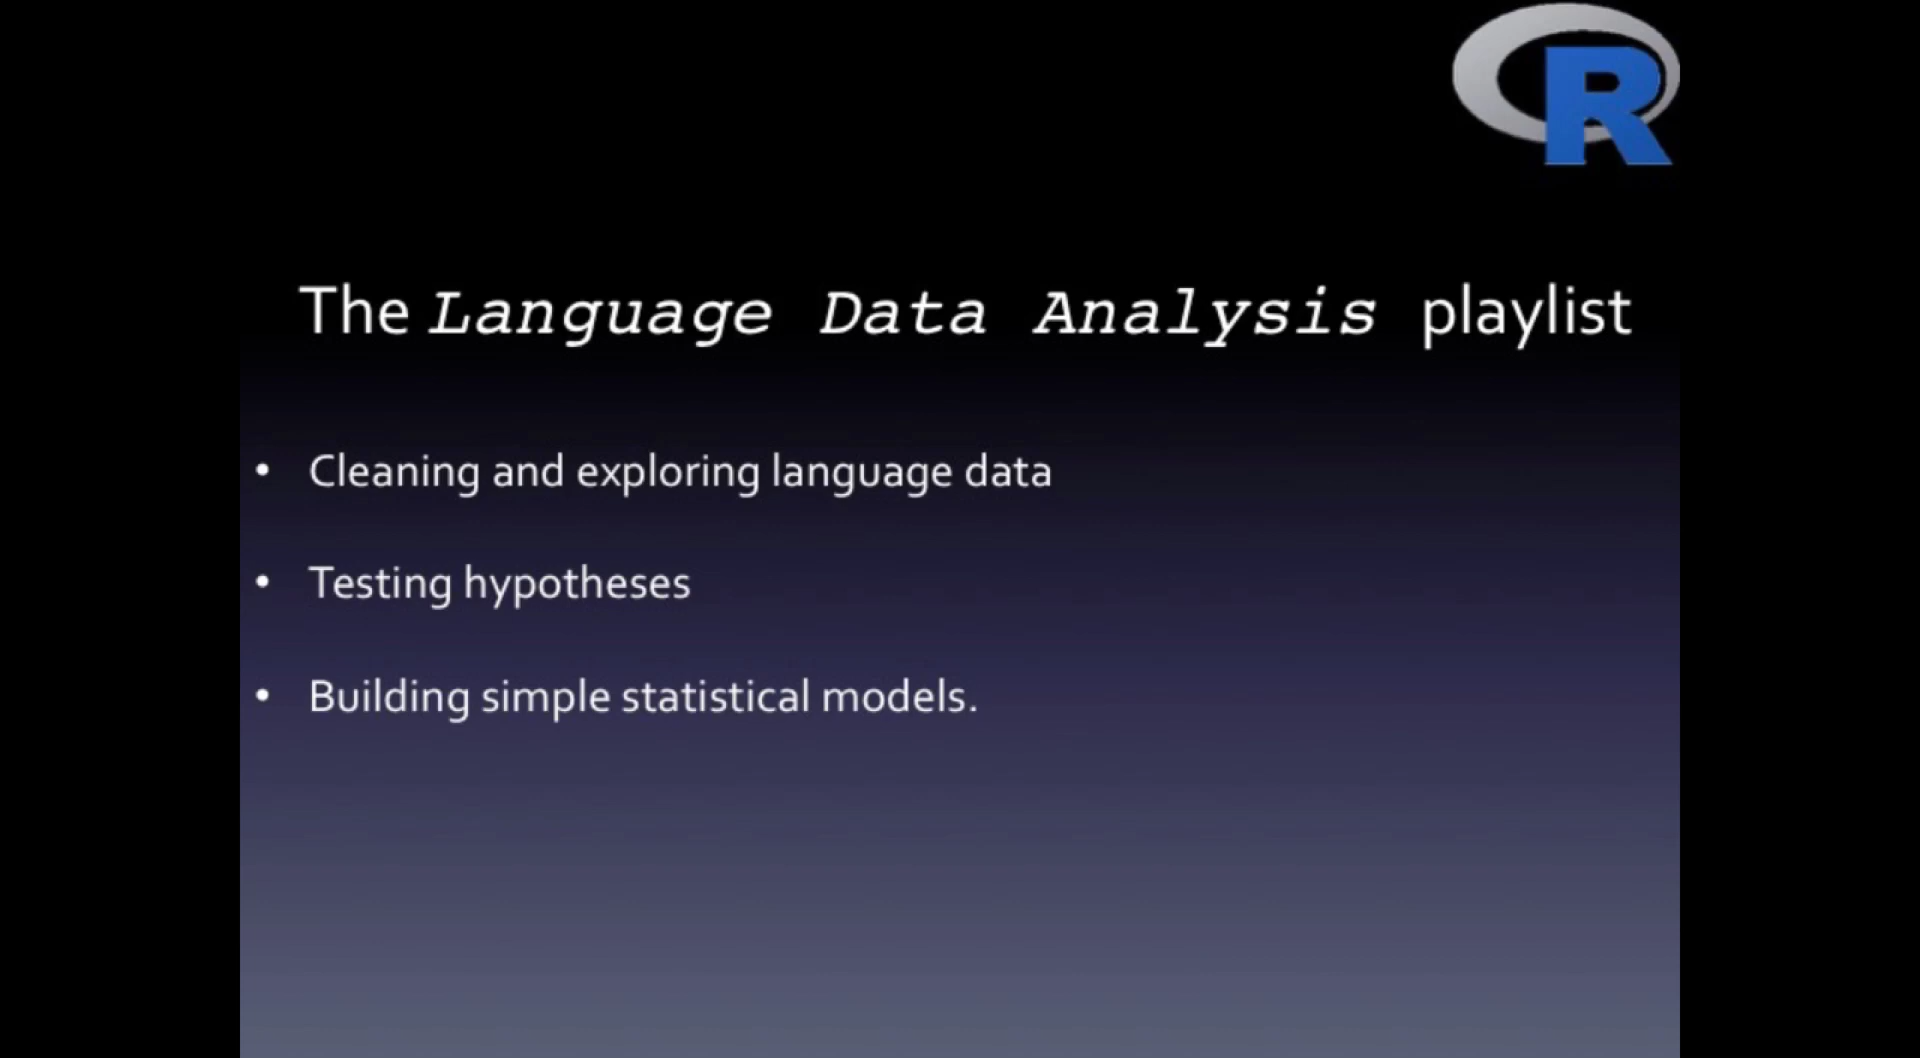 R
The Language Data Analysis playlist
• Cleaning and exploring language data
• Testing hypotheses
• Building simple statistical models.